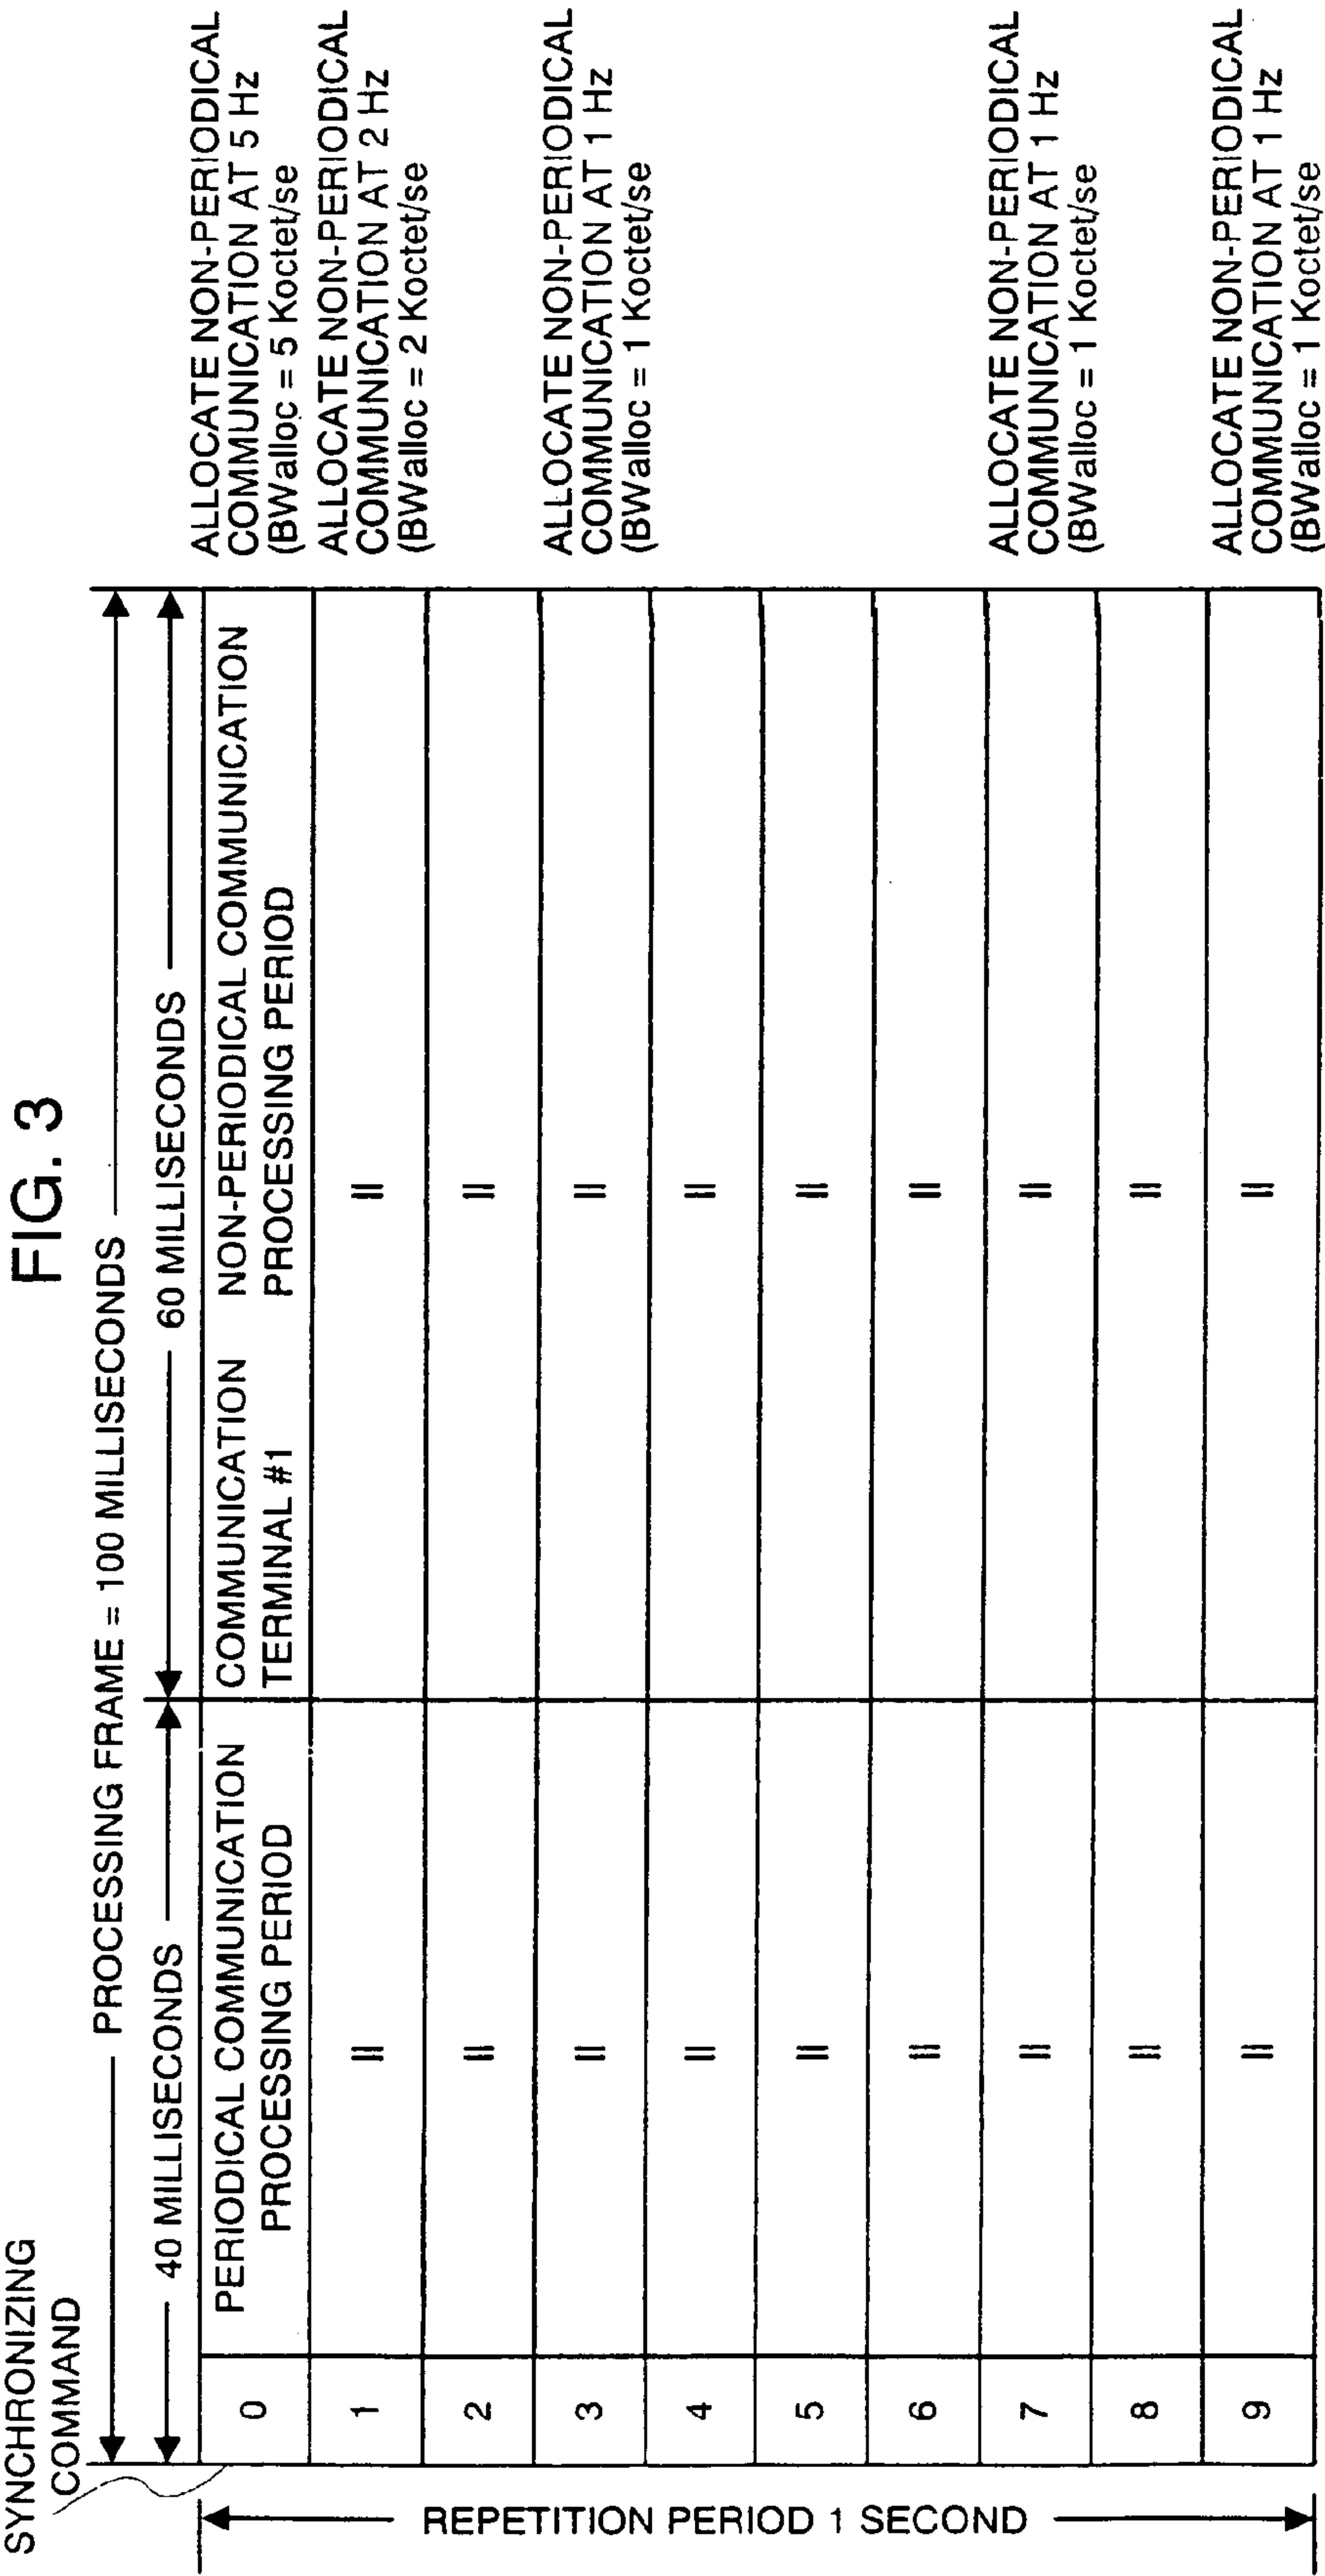 FIG. 3
SYNCHRONIZING
COMMAND
PROCESSING FRAME = 100 MILLISECONDS
40 MILLISECONDS
60 MILLISECONDS
REPETITION PERIOD 1 SECOND
0
PERIODICAL COMMUNICATION
PROCESSING PERIOD
COMMUNICATION
TERMINAL #1
NON-PERIODICAL COMMUNICATION
PROCESSING PERIOD
ALLOCATE NON-PERIODICAL
COMMUNICATION AT 5 Hz
(BWalloc = 5 Koctet/se
1
=
=
ALLOCATE NON-PERIODICAL
COMMUNICATION AT 2 Hz
(BWalloc = 2 Koctet/se
2
=
=
3
=
=
ALLOCATE NON-PERIODICAL
COMMUNICATION AT 1 Hz
(BWalloc = 1 Koctet/se
4
=
=
5
=
=
6
=
=
7
=
=
ALLOCATE NON-PERIODICAL
COMMUNICATION AT 1 Hz
(BWalloc = 1 Koctet/se
8
=
=
9
=
=
ALLOCATE NON-PERIODICAL
COMMUNICATION AT 1 Hz
(BWalloc = 1 Koctet/se